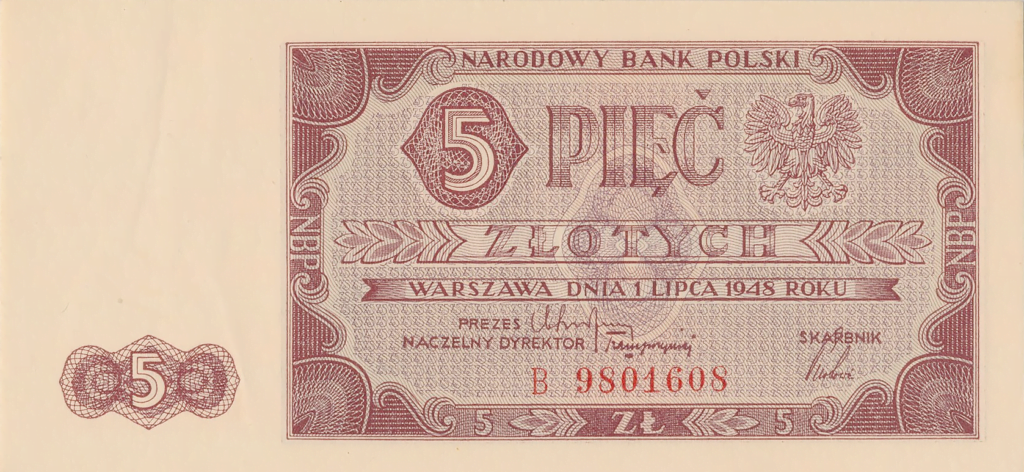 NARODOWY BANK POLSKI
5 PIĘĆ
ZŁOTYCH
NBP
NBP
WARSZAWA DNIA 1 LIPCA 1948 ROKU
PREZES
NACZELNY DYREKTOR
SKARBNIK
B 9801608
5
5 ZŁ 5